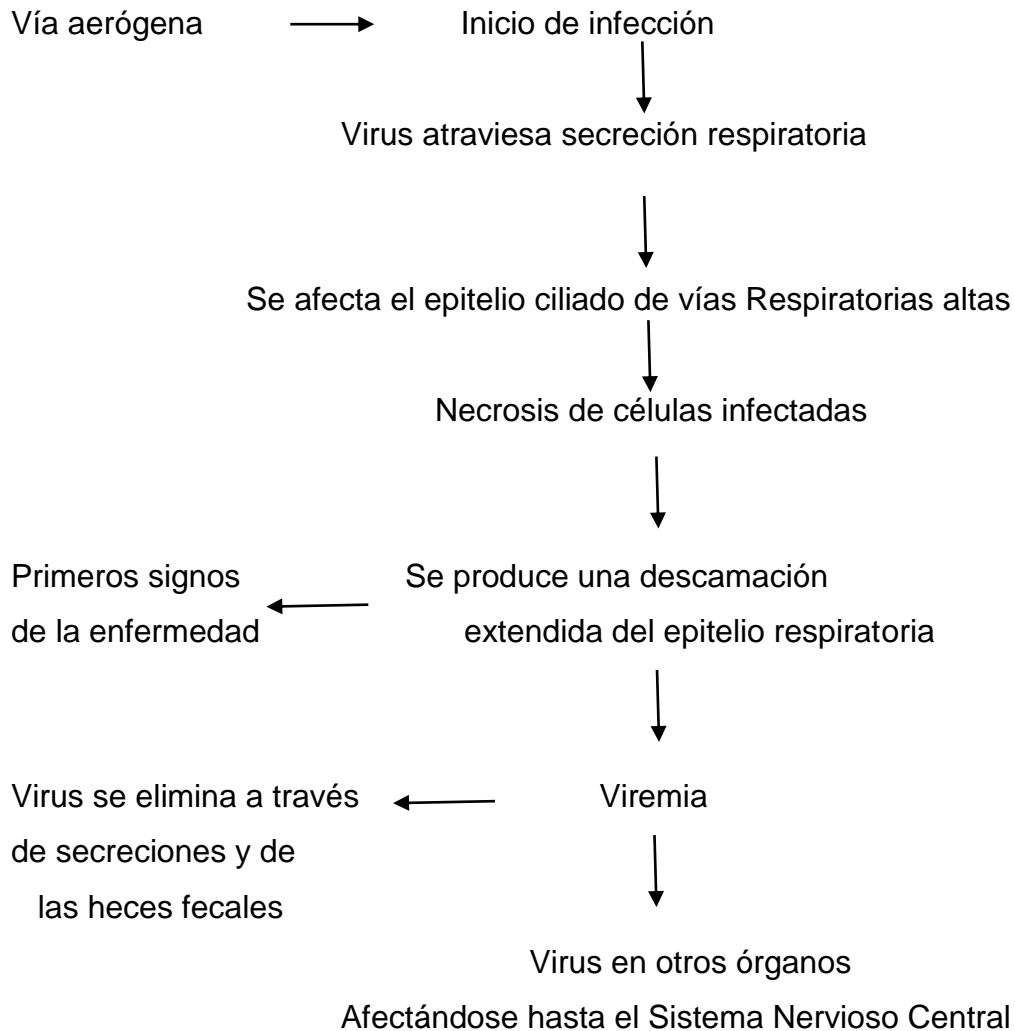 Vía aerógena
Inicio de infección
Virus atraviesa secreción respiratoria
Se afecta el epitelio ciliado de vías Respiratorias altas
Necrosis de células infectadas
Se produce una descamación
extendida del epitelio respiratoria
Primeros signos
de la enfermedad
Viremia
Virus se elimina a través
de secreciones y de
las heces fecales
Virus en otros órganos
Afectándose hasta el Sistema Nervioso Central